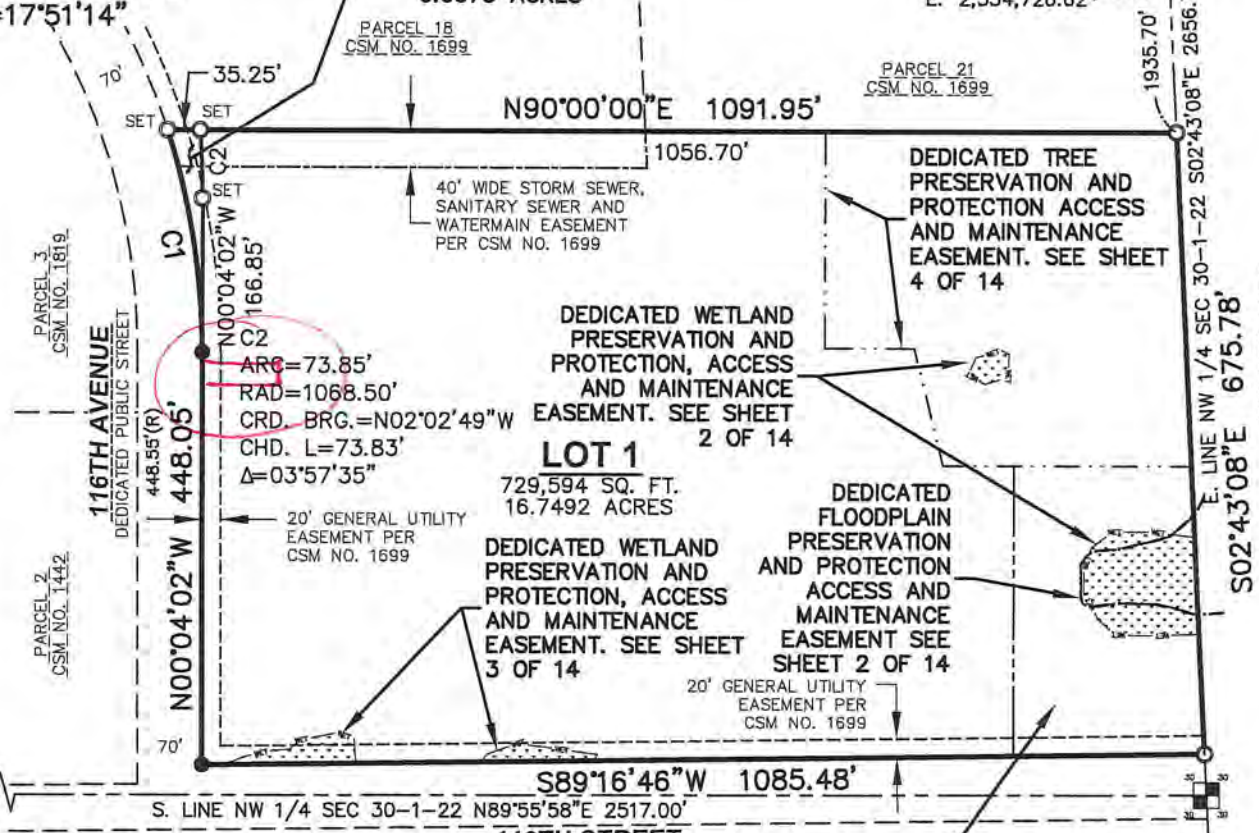 =17°51'14"
E. 2,554,726.62
PARCEL 18
CSM NO. 1699
70'
35.25'
SET
SET
N90°00'00"E 1091.95'
1056.70'
PARCEL 21
CSM NO. 1699
1935.70'
S02°43'08"E 2656.
E. LINE NW 1/4 SEC 30-1-22
C2
SET
C1
N00°04'02"W
166.85'
40' WIDE STORM SEWER,
SANITARY SEWER AND
WATERMAIN EASEMENT
PER CSM NO. 1699
DEDICATED TREE
PRESERVATION AND
PROTECTION ACCESS
AND MAINTENANCE
EASEMENT. SEE SHEET
4 OF 14
PARCEL 3
CSM NO. 1819
116TH AVENUE
DEDICATED PUBLIC STREET
C2
ARC=73.85'
RAD=1068.50'
CRD. BRG.=N02°02'49"W
CHD. L=73.83'
Δ=03°57'35"
DEDICATED WETLAND
PRESERVATION AND
PROTECTION, ACCESS
AND MAINTENANCE
EASEMENT. SEE SHEET
2 OF 14
LOT 1
729,594 SQ. FT.
16.7492 ACRES
448.55'(R)
N00°04'02"W 448.05'
S02°43'08"E 675.78'
20' GENERAL UTILITY
EASEMENT PER
CSM NO. 1699
DEDICATED WETLAND
PRESERVATION AND
PROTECTION, ACCESS
AND MAINTENANCE
EASEMENT. SEE SHEET
3 OF 14
DEDICATED
FLOODPLAIN
PRESERVATION
AND PROTECTION
ACCESS AND
MAINTENANCE
EASEMENT SEE
SHEET 2 OF 14
PARCEL 2
CSM NO. 1442
20' GENERAL UTILITY
EASEMENT PER
CSM NO. 1699
70'
S89°16'46"W 1085.48'
S. LINE NW 1/4 SEC 30-1-22 N89°55'58"E 2517.00'